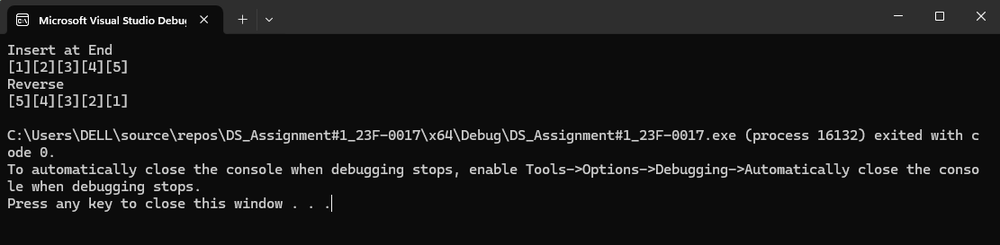 Microsoft Visual Studio Debug
Insert at End
[1][2][3][4][5]
Reverse
[5][4][3][2][1]
C:\Users\DELL\source\repos\DS_Assignment#1_23F-0017\x64\Debug\DS_Assignment#1_23F-0017.exe (process 16132) exited with c
ode 0.
To automatically close the console when debugging stops, enable Tools->Options->Debugging->Automatically close the conso
le when debugging stops.
Press any key to close this window . . .